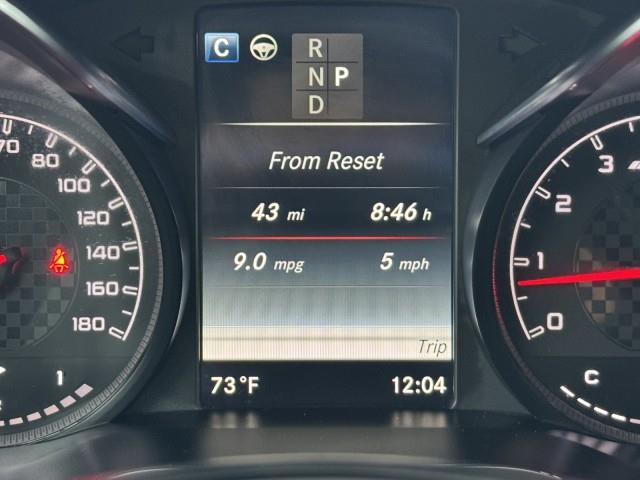 C
R
N P
D
From Reset
43 mi 8:46 h
9.0 mpg 5 mph
Trip
73°F 12:04
80
100
120
140
160
180
1
3
2
1
0
C